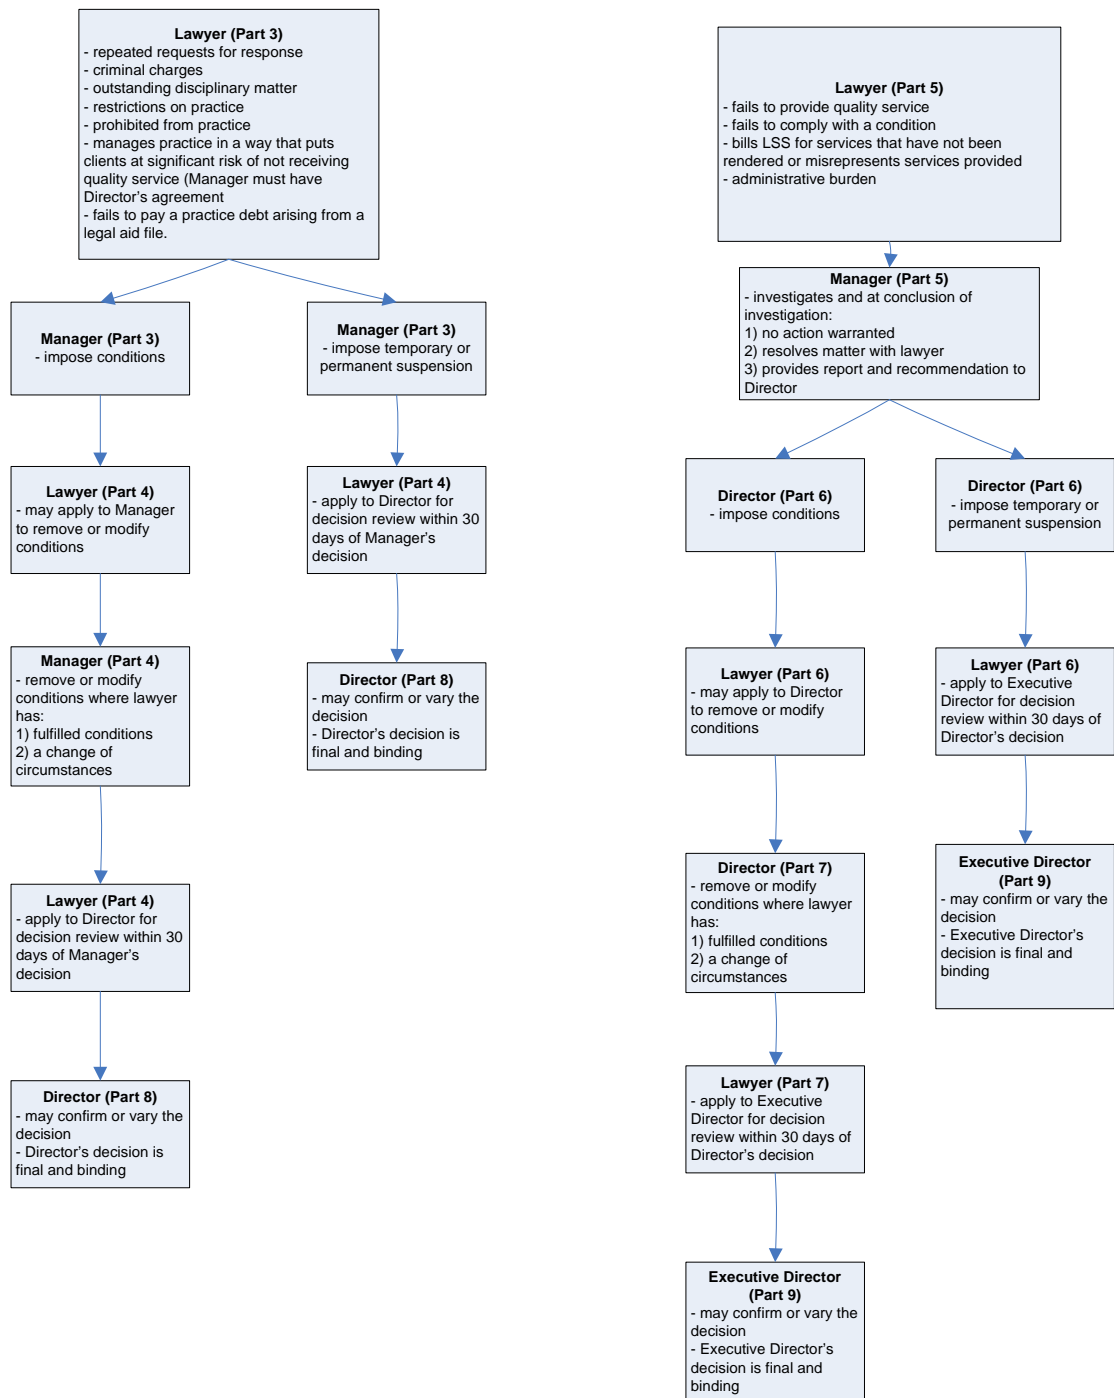 Lawyer (Part 3)
- repeated requests for response
- criminal charges
- outstanding disciplinary matter
- restrictions on practice
- prohibited from practice
- manages practice in a way that puts
clients at significant risk of not receiving
quality service (Manager must have
Director's agreement
- fails to pay a practice debt arising from a
legal aid file.
Manager (Part 3)
- impose conditions
Manager (Part 3)
- impose temporary or
permanent suspension
Lawyer (Part 4)
- may apply to Manager
to remove or modify
conditions
Lawyer (Part 4)
- apply to Director for
decision review within 30
days of Manager's
decision
Manager (Part 4)
- remove or modify
conditions where lawyer
has:
1) fulfilled conditions
2) a change of
circumstances
Director (Part 8)
- may confirm or vary the
decision
- Director's decision is
final and binding
Lawyer (Part 4)
- apply to Director for
decision review within 30
days of Manager's
decision
Director (Part 8)
- may confirm or vary the
decision
- Director's decision is
final and binding
Lawyer (Part 5)
- fails to provide quality service
- fails to comply with a condition
- bills LSS for services that have not been
rendered or misrepresents services provided
- administrative burden
Manager (Part 5)
- investigates and at conclusion of
investigation:
1) no action warranted
2) resolves matter with lawyer
3) provides report and recommendation to
Director
Director (Part 6)
- impose conditions
Director (Part 6)
- impose temporary or
permanent suspension
Lawyer (Part 6)
- may apply to Director
to remove or modify
conditions
Lawyer (Part 6)
- apply to Executive
Director for decision
review within 30 days of
Director's decision
Director (Part 7)
- remove or modify
conditions where lawyer
has:
1) fulfilled conditions
2) a change of
circumstances
Executive Director
(Part 9)
- may confirm or vary the
decision
- Executive Director's
decision is final and
binding
Lawyer (Part 7)
- apply to Executive
Director for decision
review within 30 days of
Director's decision
Executive Director
(Part 9)
- may confirm or vary the
decision
- Executive Director's
decision is final and
binding